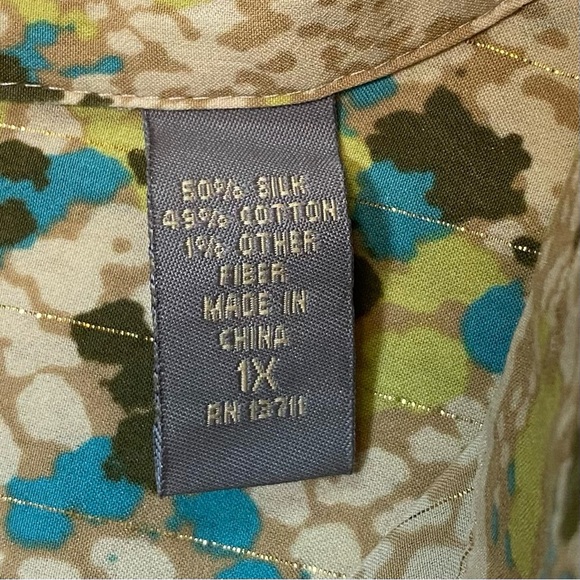 50% SILK
49% COTTON
1% OTHER
FIBER
MADE IN
CHINA
1X
RN 13711